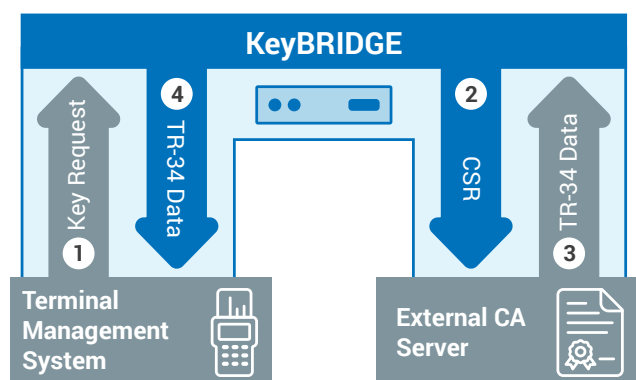 KeyBRIDGE
1
Key Request
4
TR-34 Data
2
CSR
3
TR-34 Data
Terminal
Management
System
External CA
Server